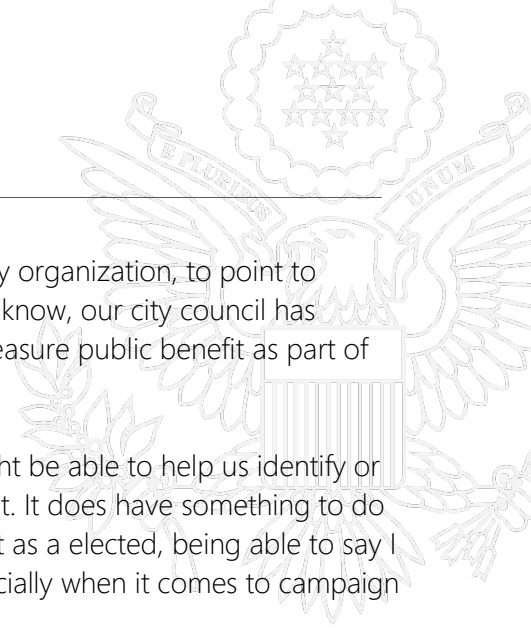 E PLURIBUS UNUM
y organization, to point to
know, our city council has
easure public benefit as part of
ht be able to help us identify or
t. It does have something to do
t as a elected, being able to say I
cially when it comes to campaign